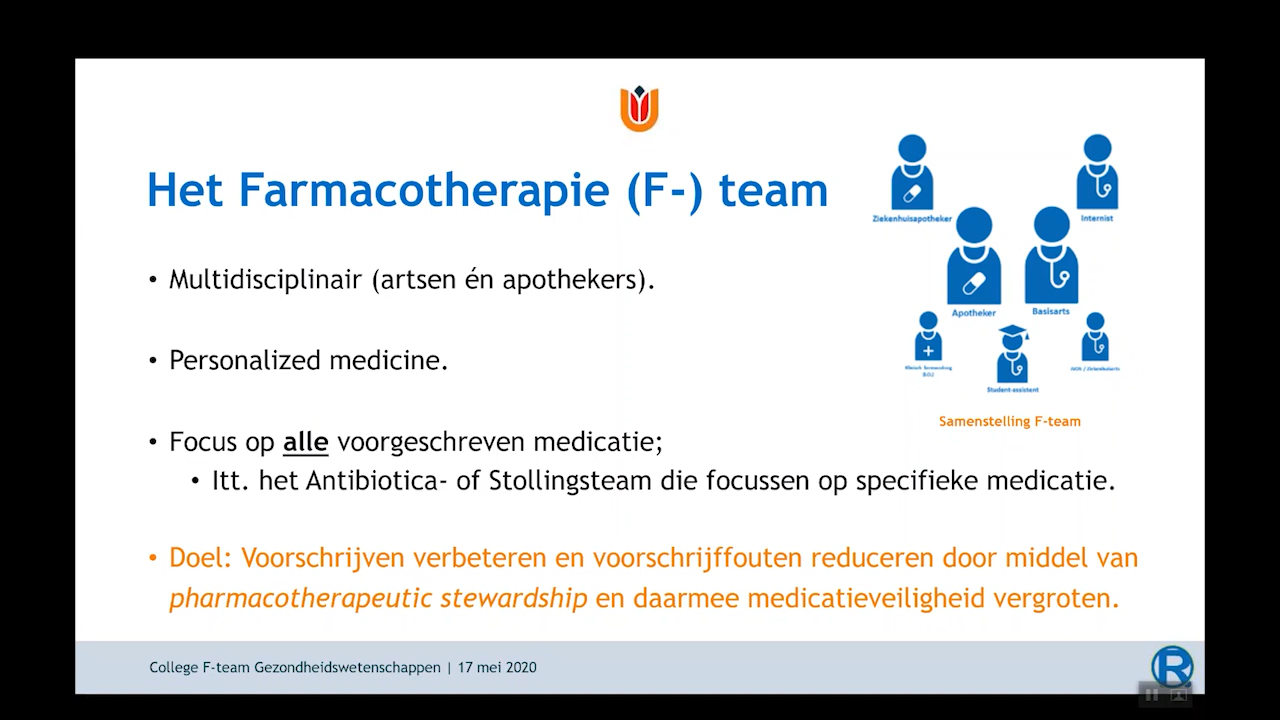 Het Farmacotherapie (F-) team
• Multidisciplinair (artsen én apothekers).
• Personalized medicine.
• Focus op alle voorgeschreven medicatie;
• Itt. het Antibiotica- of Stollingsteam die focussen op specifieke medicatie.
• Doel: Voorschrijven verbeteren en voorschrijffouten reduceren door middel van
pharmacotherapeutic stewardship en daarmee medicatieveiligheid vergroten.
Ziekenhuisapotheker
Internist
Apotheker
Basisarts
Student-assistent
Samenstelling F-team
College F-team Gezondheidswetenschappen | 17 mei 2020
R